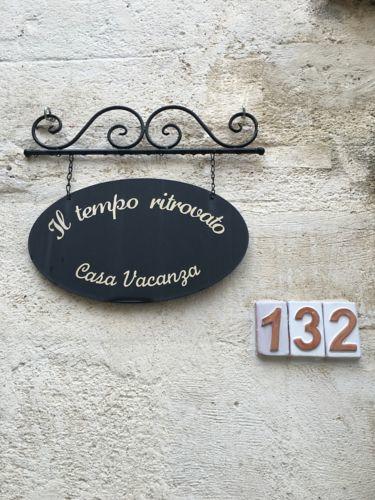 Il tempo ritrovato
Casa Vacanza
132